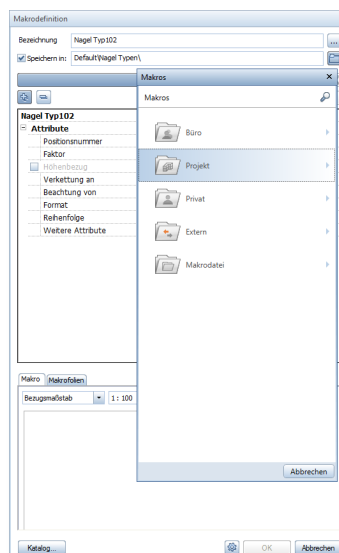 Makrodefinition
Bezeichnung Nagel Typ102 ...
Speichern in: Default\Nagel Typen\
Makros ×
Makros
Büro
Projekt
Privat
Extern
Makrodatei
Abbrechen
Nagel Typ102
Attribute
Positionsnummer
Faktor
Höhenbezug
Verkettung an
Beachtung von
Format
Reihenfolge
Weitere Attribute
Makro Makrofolien
Bezugsmaßstab 1 : 100
Katalog... OK Abbrechen